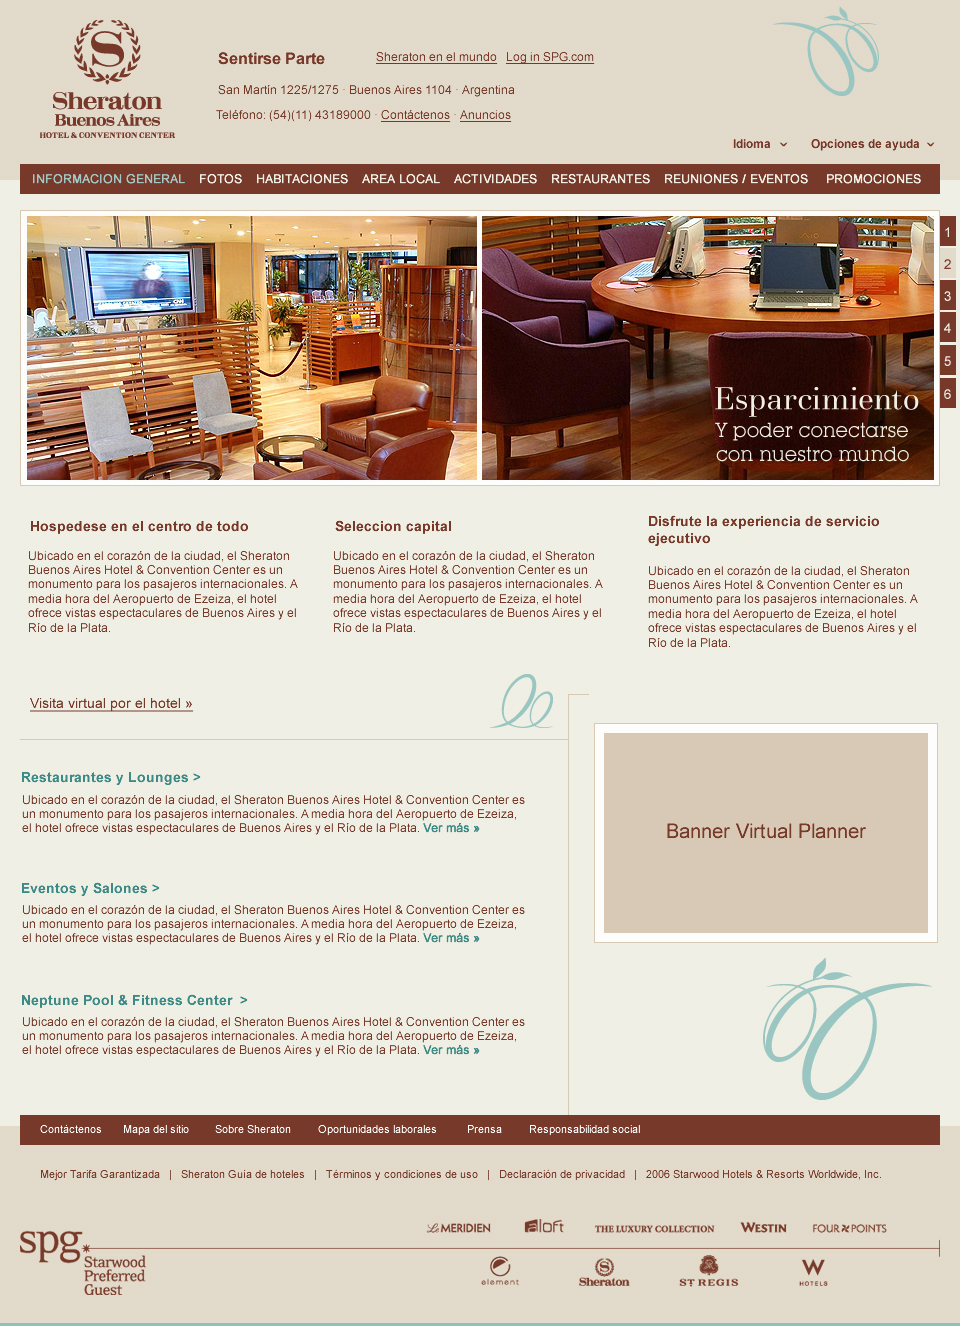 S
Sheraton
Buenos Aires
HOTEL & CONVENTION CENTER
Sentirse Parte
Sheraton en el mundo Log in SPG.com
San Martín 1225/1275 · Buenos Aires 1104 · Argentina
Teléfono: (54)(11) 43189000 · Contáctenos · Anuncios
Idioma Opciones de ayuda
INFORMACION GENERAL FOTOS HABITACIONES AREA LOCAL ACTIVIDADES RESTAURANTES REUNIONES / EVENTOS PROMOCIONES
1
2
3
4
5
6
Esparcimiento
Y poder conectarse
con nuestro mundo
Hospedese en el centro de todo
Ubicado en el corazón de la ciudad, el Sheraton
Buenos Aires Hotel & Convention Center es un
monumento para los pasajeros internacionales. A
media hora del Aeropuerto de Ezeiza, el hotel
ofrece vistas espectaculares de Buenos Aires y el
Río de la Plata.
Seleccion capital
Ubicado en el corazón de la ciudad, el Sheraton
Buenos Aires Hotel & Convention Center es un
monumento para los pasajeros internacionales. A
media hora del Aeropuerto de Ezeiza, el hotel
ofrece vistas espectaculares de Buenos Aires y el
Río de la Plata.
Disfrute la experiencia de servicio
ejecutivo
Ubicado en el corazón de la ciudad, el Sheraton
Buenos Aires Hotel & Convention Center es un
monumento para los pasajeros internacionales. A
media hora del Aeropuerto de Ezeiza, el hotel
ofrece vistas espectaculares de Buenos Aires y el
Río de la Plata.
Visita virtual por el hotel »
Restaurantes y Lounges >
Ubicado en el corazón de la ciudad, el Sheraton Buenos Aires Hotel & Convention Center es
un monumento para los pasajeros internacionales. A media hora del Aeropuerto de Ezeiza,
el hotel ofrece vistas espectaculares de Buenos Aires y el Río de la Plata. Ver más »
Eventos y Salones >
Ubicado en el corazón de la ciudad, el Sheraton Buenos Aires Hotel & Convention Center es
un monumento para los pasajeros internacionales. A media hora del Aeropuerto de Ezeiza,
el hotel ofrece vistas espectaculares de Buenos Aires y el Río de la Plata. Ver más »
Neptune Pool & Fitness Center >
Ubicado en el corazón de la ciudad, el Sheraton Buenos Aires Hotel & Convention Center es
un monumento para los pasajeros internacionales. A media hora del Aeropuerto de Ezeiza,
el hotel ofrece vistas espectaculares de Buenos Aires y el Río de la Plata. Ver más »
Banner Virtual Planner
Contáctenos Mapa del sitio Sobre Sheraton Oportunidades laborales Prensa Responsabilidad social
Mejor Tarifa Garantizada | Sheraton Guía de hoteles | Términos y condiciones de uso | Declaración de privacidad | 2006 Starwood Hotels & Resorts Worldwide, Inc.
Le MERIDIEN aloft THE LUXURY COLLECTION WESTIN FOUR POINTS
spg
Starwood
Preferred
Guest
element Sheraton ST REGIS W HOTELS